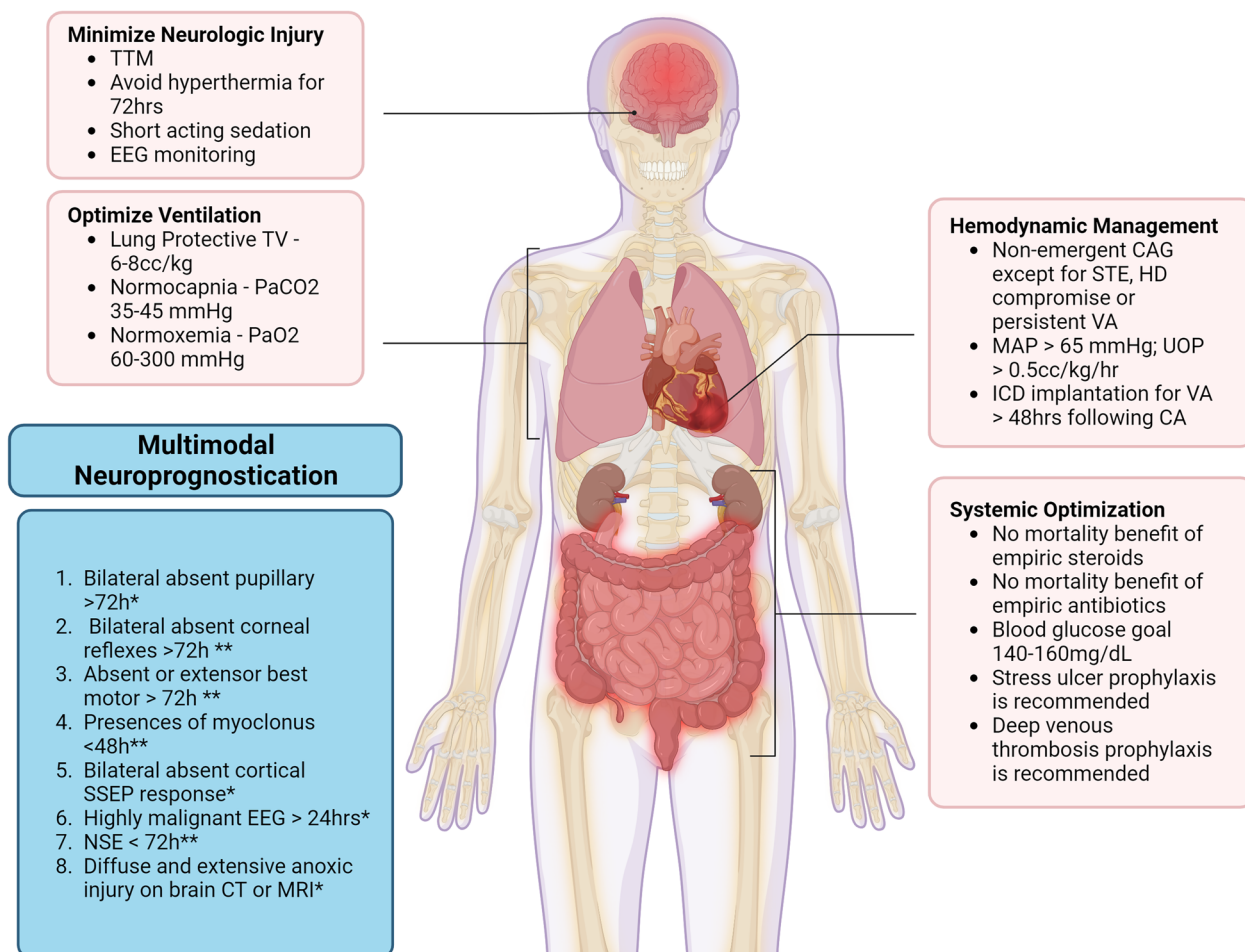 Minimize Neurologic Injury
• TTM
• Avoid hyperthermia for
72hrs
• Short acting sedation
• EEG monitoring
Optimize Ventilation
• Lung Protective TV -
6-8cc/kg
• Normocapnia - PaCO2
35-45 mmHg
• Normoxemia - PaO2
60-300 mmHg
Multimodal
Neuroprognostication
1. Bilateral absent pupillary
>72h*
2. Bilateral absent corneal
reflexes >72h **
3. Absent or extensor best
motor > 72h **
4. Presences of myoclonus
<48h**
5. Bilateral absent cortical
SSEP response*
6. Highly malignant EEG > 24hrs*
7. NSE < 72h**
8. Diffuse and extensive anoxic
injury on brain CT or MRI*
Hemodynamic Management
• Non-emergent CAG
except for STE, HD
compromise or
persistent VA
• MAP > 65 mmHg; UOP
> 0.5cc/kg/hr
• ICD implantation for VA
> 48hrs following CA
Systemic Optimization
• No mortality benefit of
empiric steroids
• No mortality benefit of
empiric antibiotics
• Blood glucose goal
140-160mg/dL
• Stress ulcer prophylaxis
is recommended
• Deep venous
thrombosis prophylaxis
is recommended